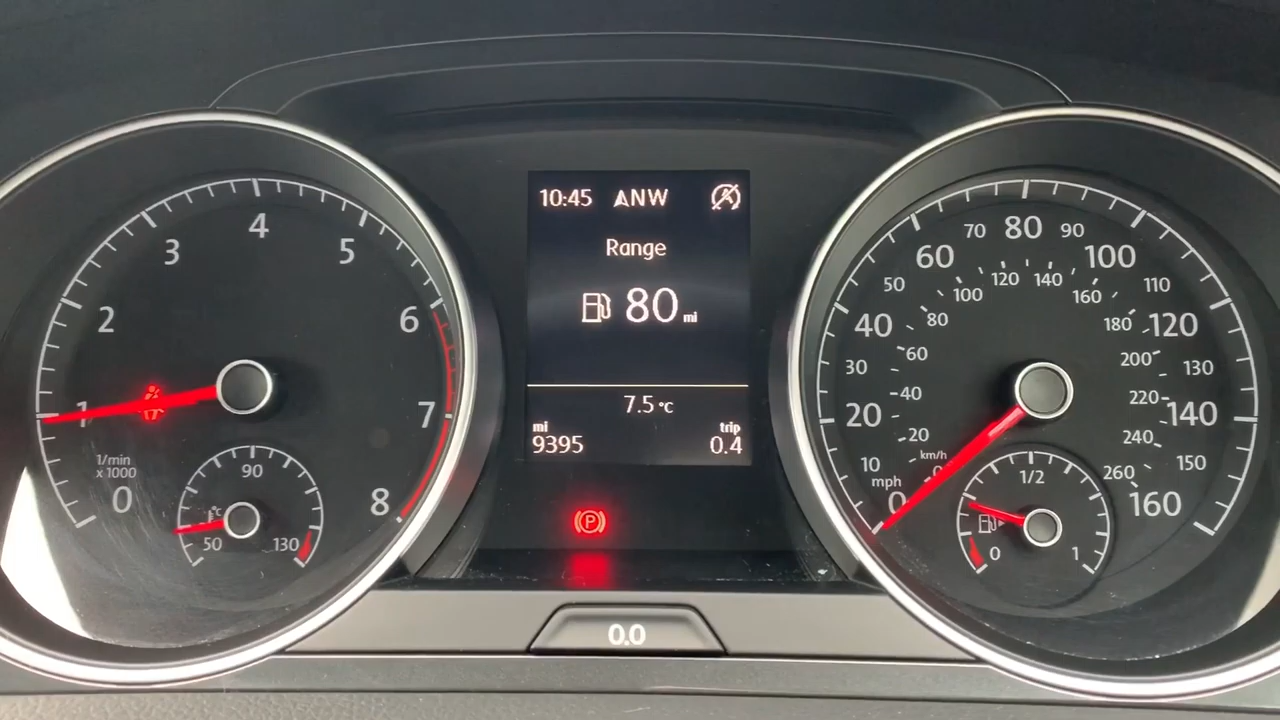 10:45 ANW
Range
80 mi
7.5 °C
mi trip
9395 0.4
P
0.0
0 1 2 3 4 5 6 7 8
1/min
x 1000
°C
50 90 130
0 20 40 60 80 100 120 140 160
10 30 50 70 90 110 130 150
mph
km/h
0 20 40 60 80 100 120 140 160 180 200 220 240 260
0 1/2 1